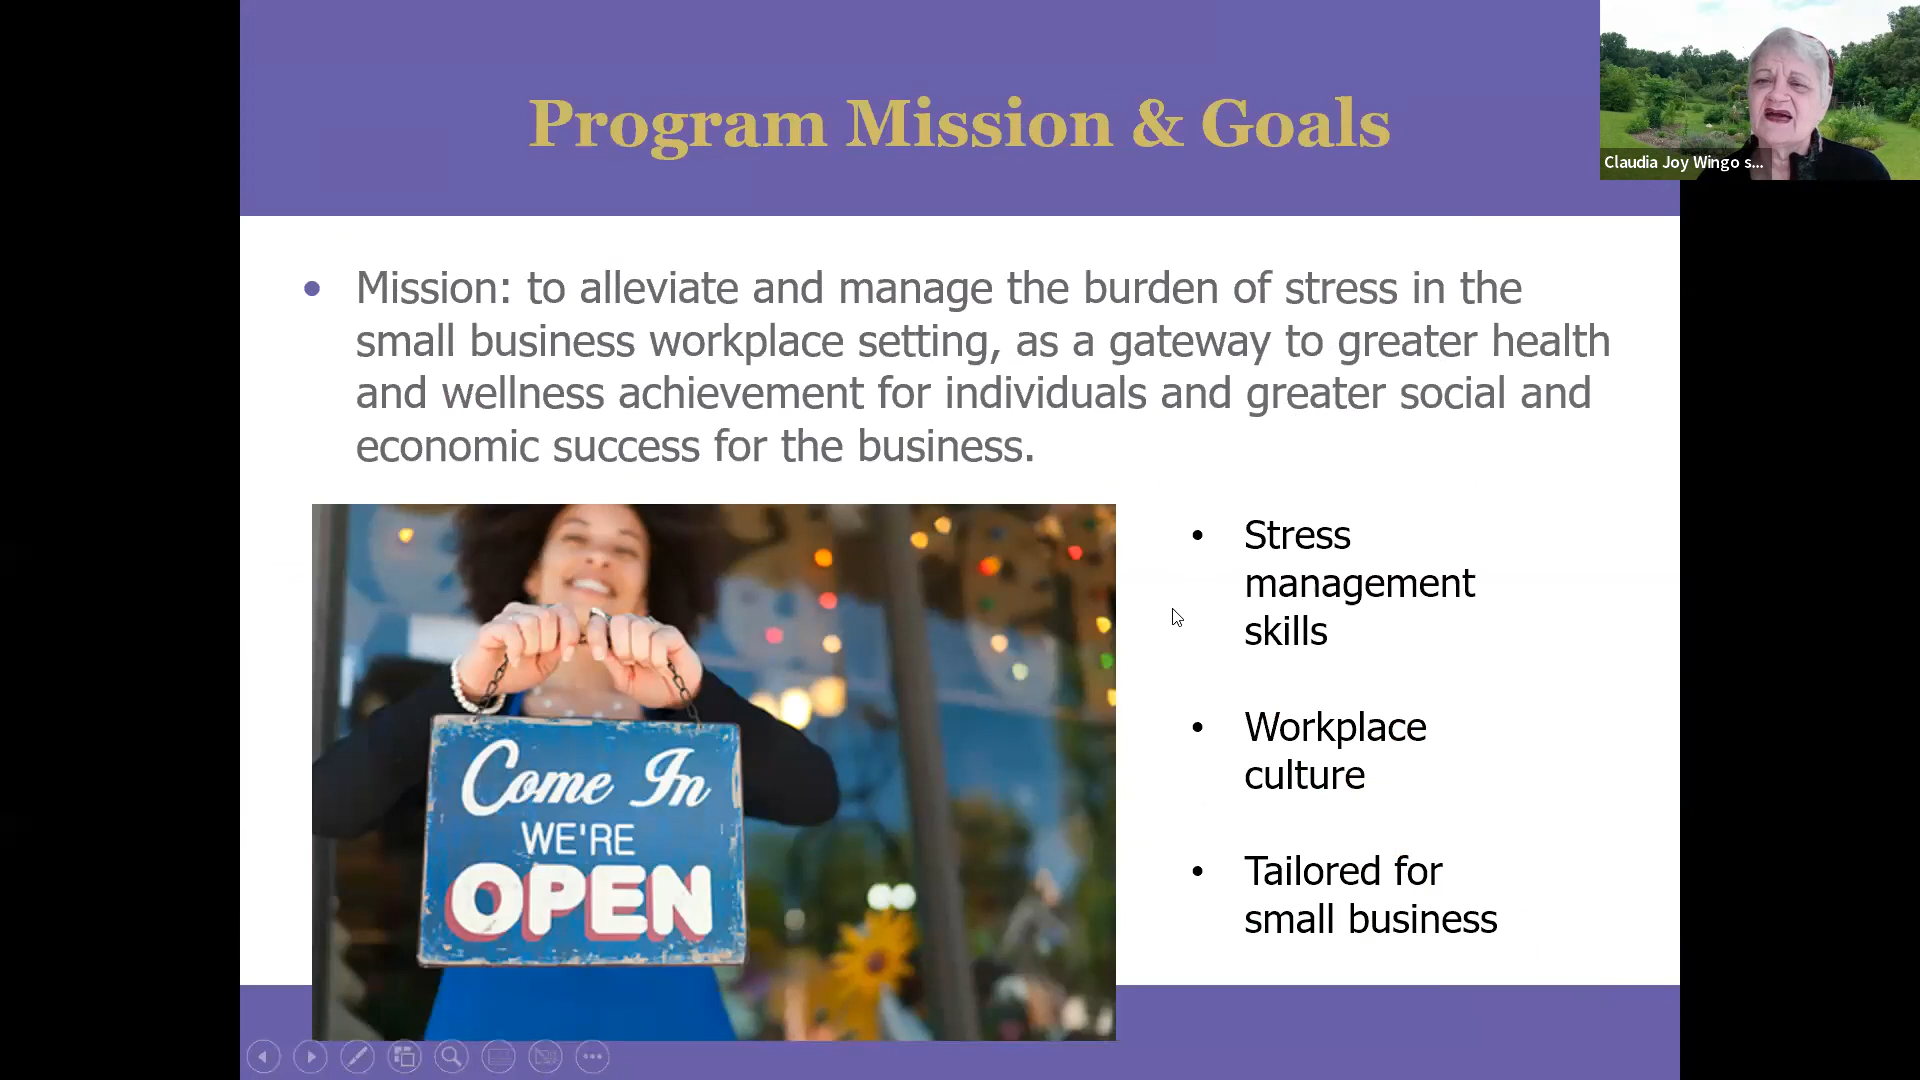 Program Mission & Goals
Claudia Joy Wingo s...
• Mission: to alleviate and manage the burden of stress in the
small business workplace setting, as a gateway to greater health
and wellness achievement for individuals and greater social and
economic success for the business.
Come In
WE'RE
OPEN
• Stress
management
skills
• Workplace
culture
• Tailored for
small business